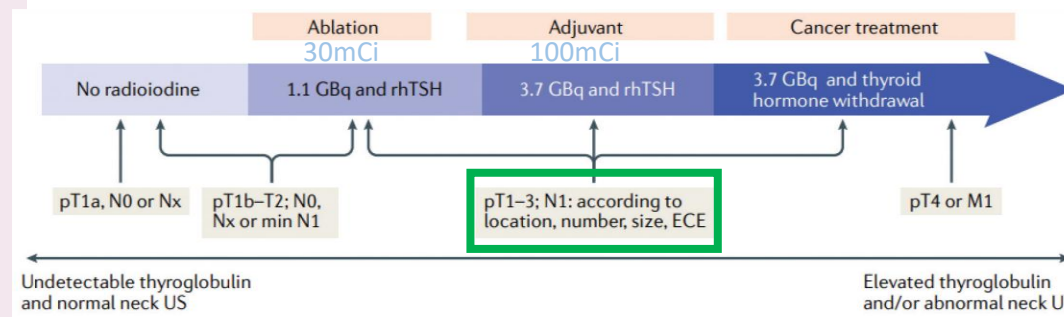 Ablation
Adjuvant
Cancer treatment
30mCi
100mCi
No radioiodine
1.1 GBq and rhTSH
3.7 GBq and rhTSH
3.7 GBq and thyroid
hormone withdrawal
pT1a, N0 or Nx
pT1b–T2; N0,
Nx or min N1
pT1–3; N1: according to
location, number, size, ECE
pT4 or M1
Undetectable thyroglobulin
and normal neck US
Elevated thyroglobulin
and/or abnormal neck U